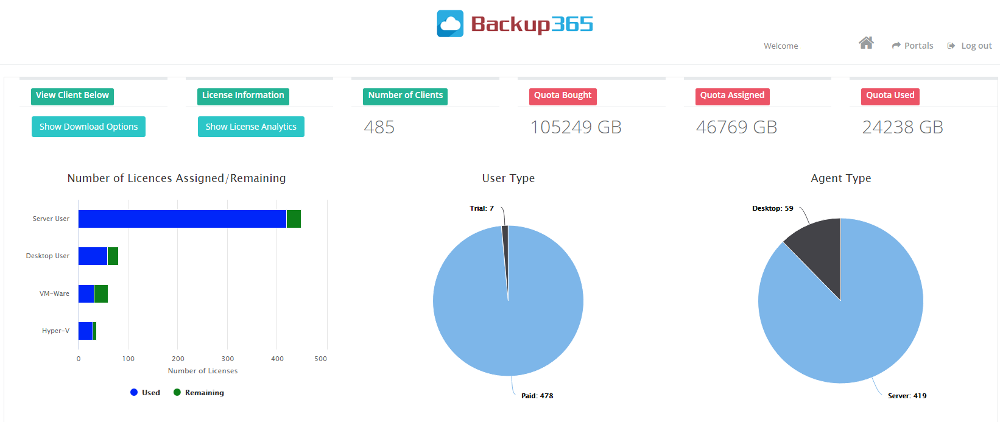 Backup365
Welcome
Portals
Log out
View Client Below
License Information
Number of Clients
Quota Bought
Quota Assigned
Quota Used
Show Download Options
Show License Analytics
485
105249 GB
46769 GB
24238 GB
Number of Licences Assigned/Remaining
Server User
Desktop User
VM-Ware
Hyper-V
0 100 200 300 400 500
Number of Licenses
Used Remaining
User Type
Trial: 7
Paid: 478
Agent Type
Desktop: 59
Server: 419